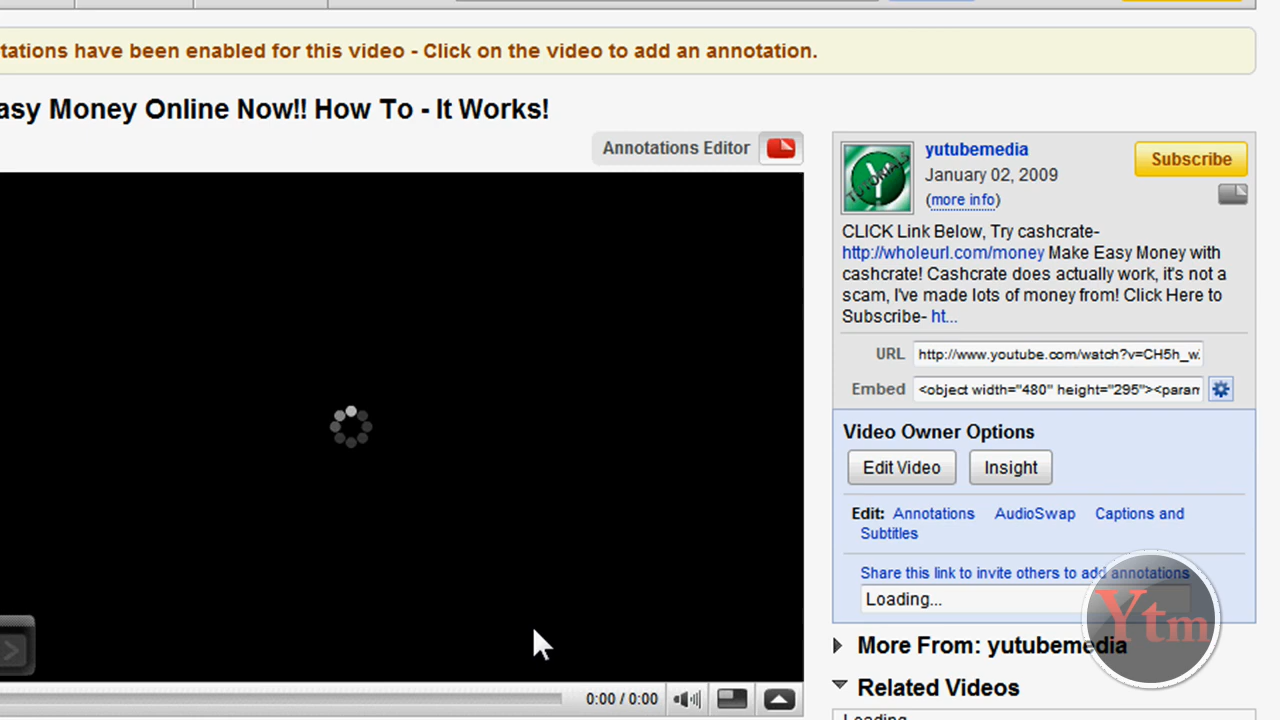 tations have been enabled for this video - Click on the video to add an annotation.
asy Money Online Now!! How To - It Works!
Annotations Editor
TUTORIALS
yutubemedia
Subscribe
January 02, 2009
(more info)
CLICK Link Below, Try cashcrate-
http://wholeurl.com/money Make Easy Money with
cashcrate! Cashcrate does actually work, it's not a
scam, I've made lots of money from! Click Here to
Subscribe- ht...
URL http://www.youtube.com/watch?v=CH5h_w
Embed <object width="480" height="295"><param
Video Owner Options
Edit Video Insight
Edit: Annotations AudioSwap Captions and
Subtitles
Share this link to invite others to add annotations
Loading...
Ytm
More From: yutubemedia
Related Videos
0:00 / 0:00
Loading